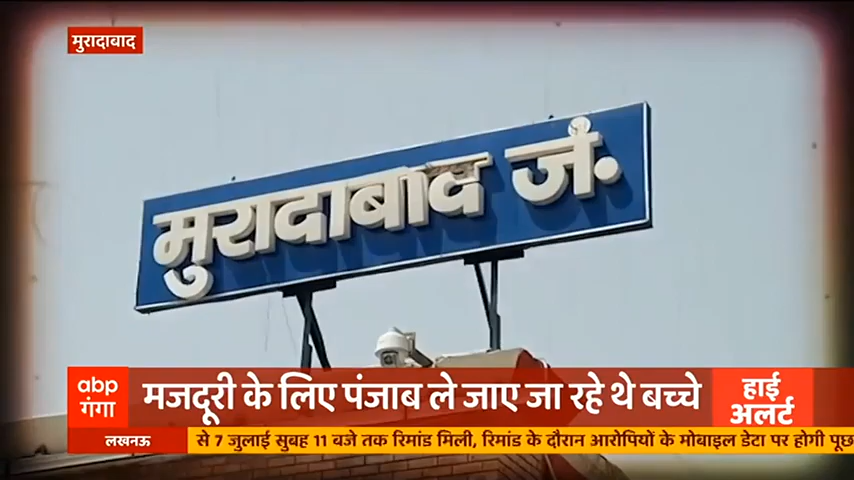 मुरादाबाद
मुरादाबाद जं.
abp
गंगा
मजदूरी के लिए पंजाब ले जाए जा रहे थे बच्चे
हाई
अलर्ट
लखनऊ
से 7 जुलाई सुबह 11 बजे तक रिमांड मिली, रिमांड के दौरान आरोपियों के मोबाइल डेटा पर होगी पूछ